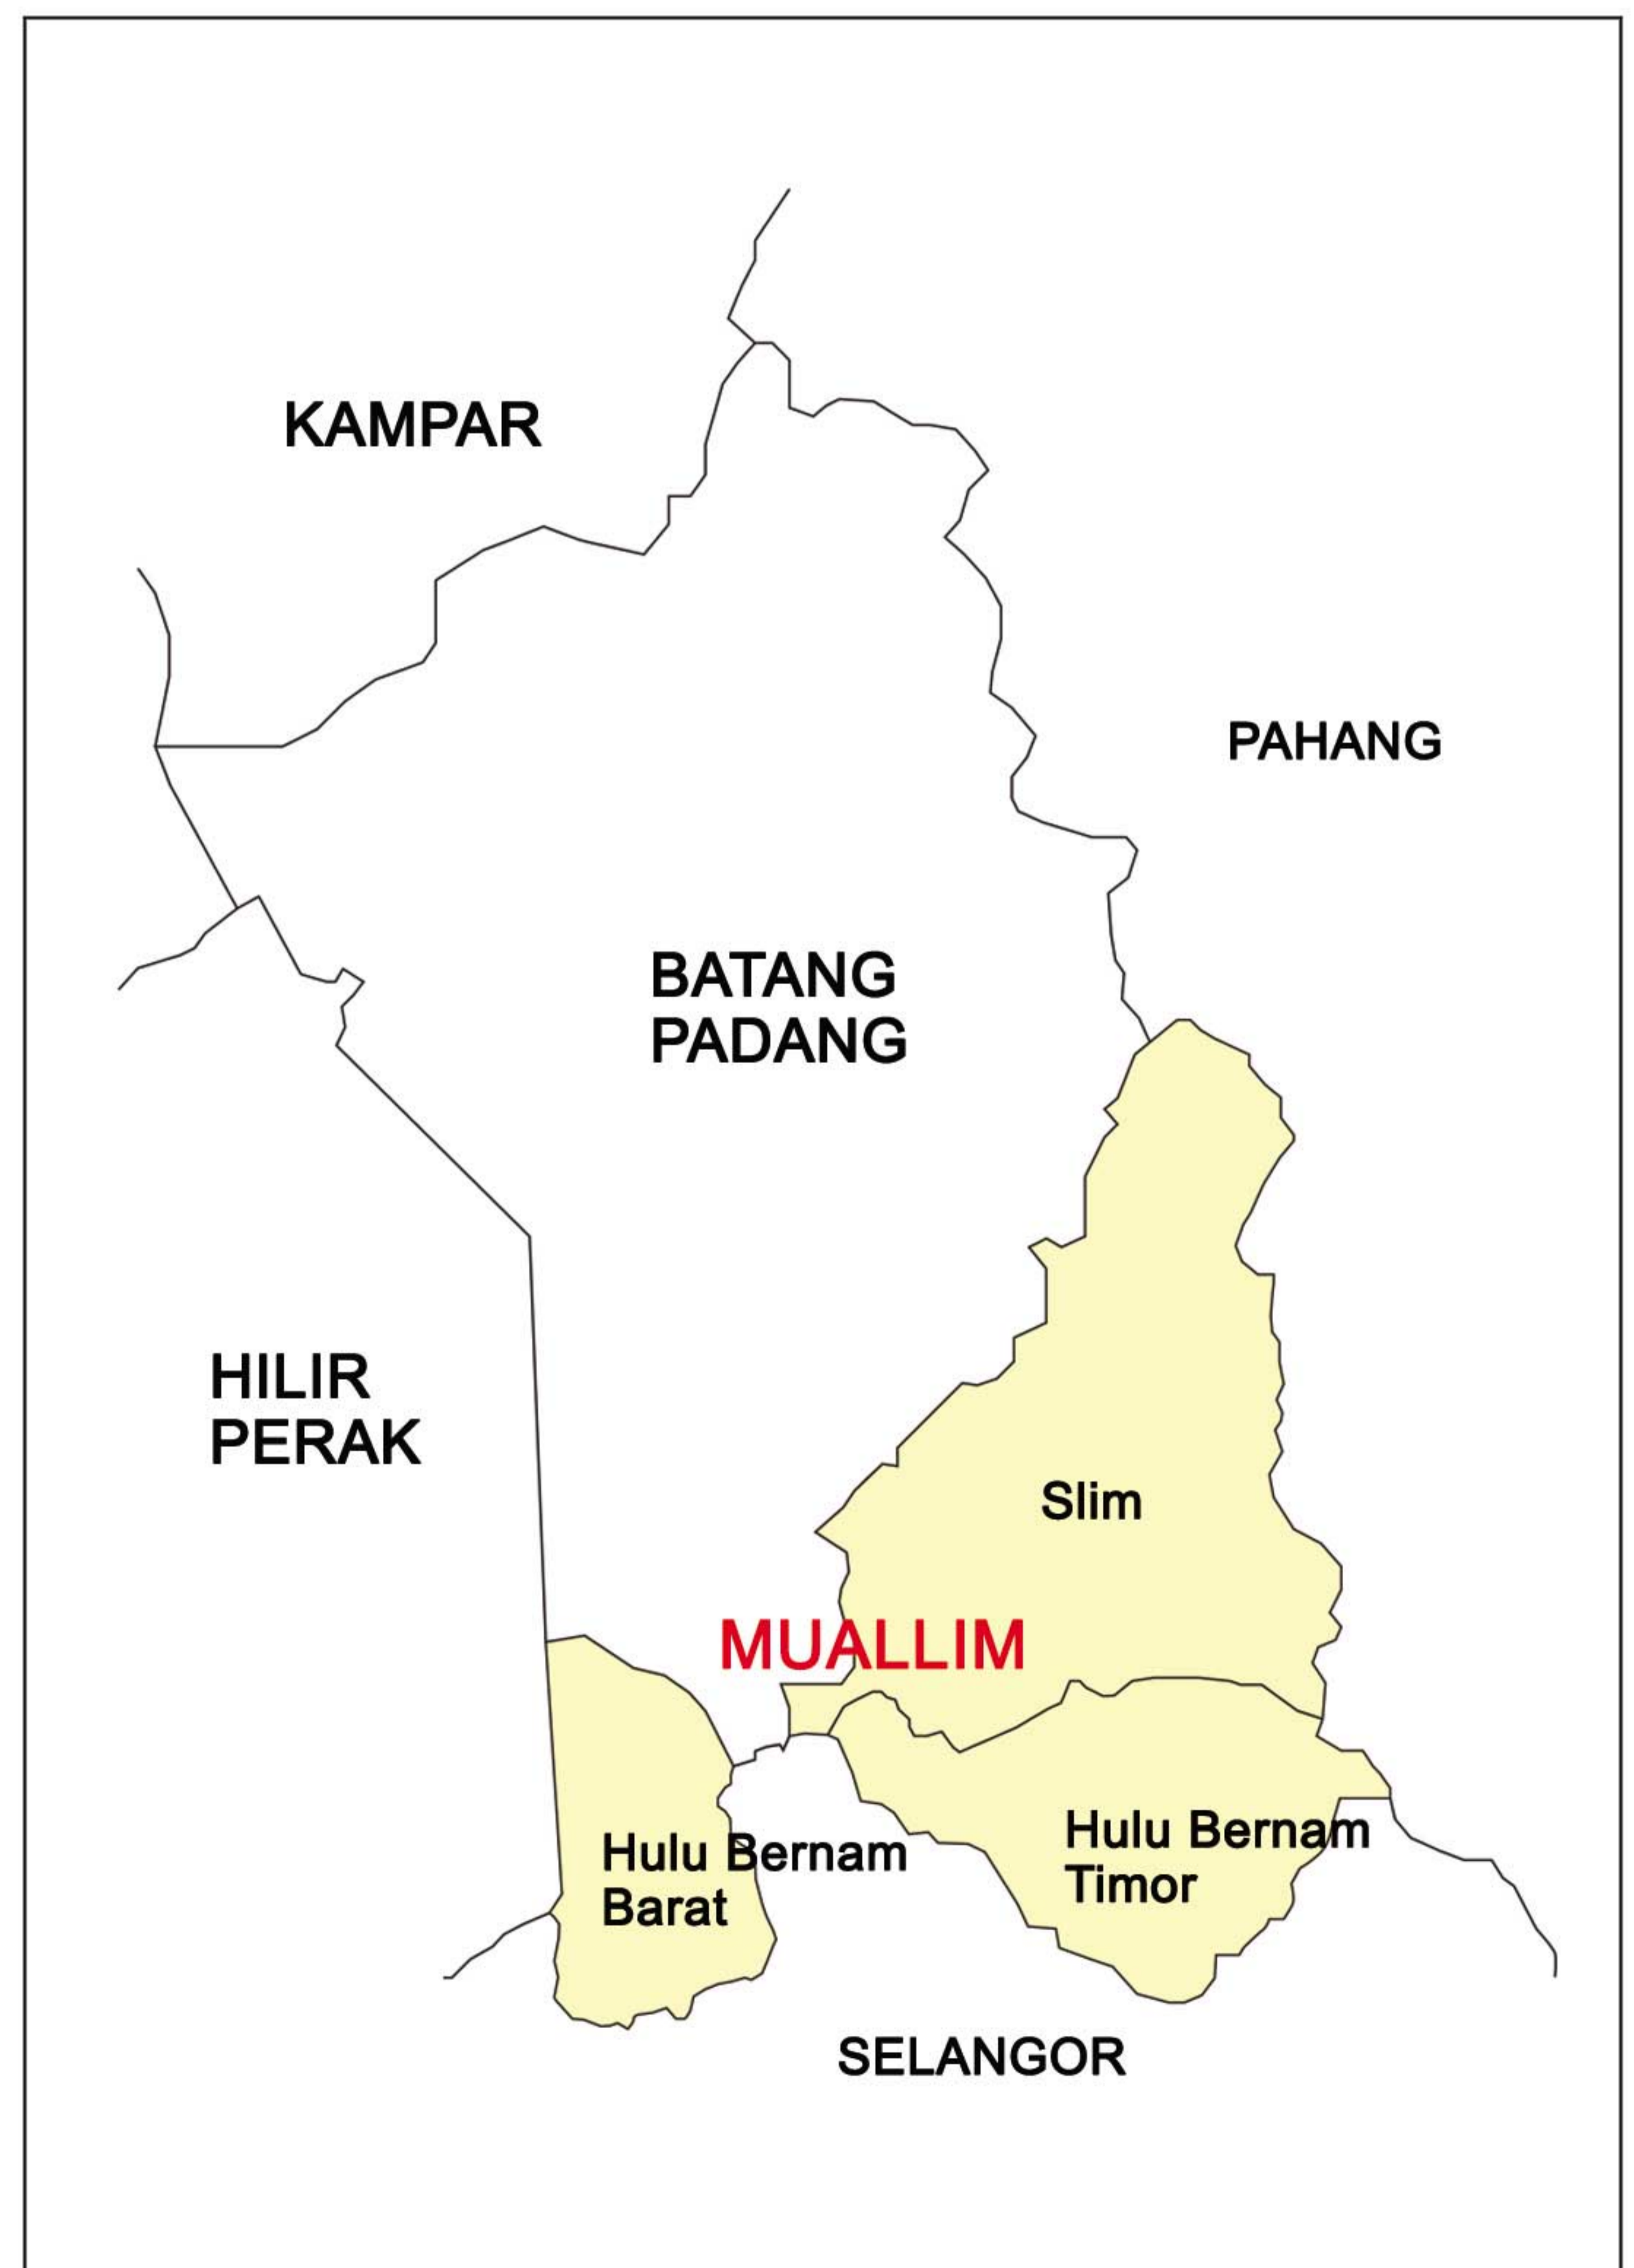 KAMPAR
PAHANG
BATANG
PADANG
HILIR
PERAK
Slim
MUALLIM
Hulu Bernam
Timor
Hulu Bernam
Barat
SELANGOR